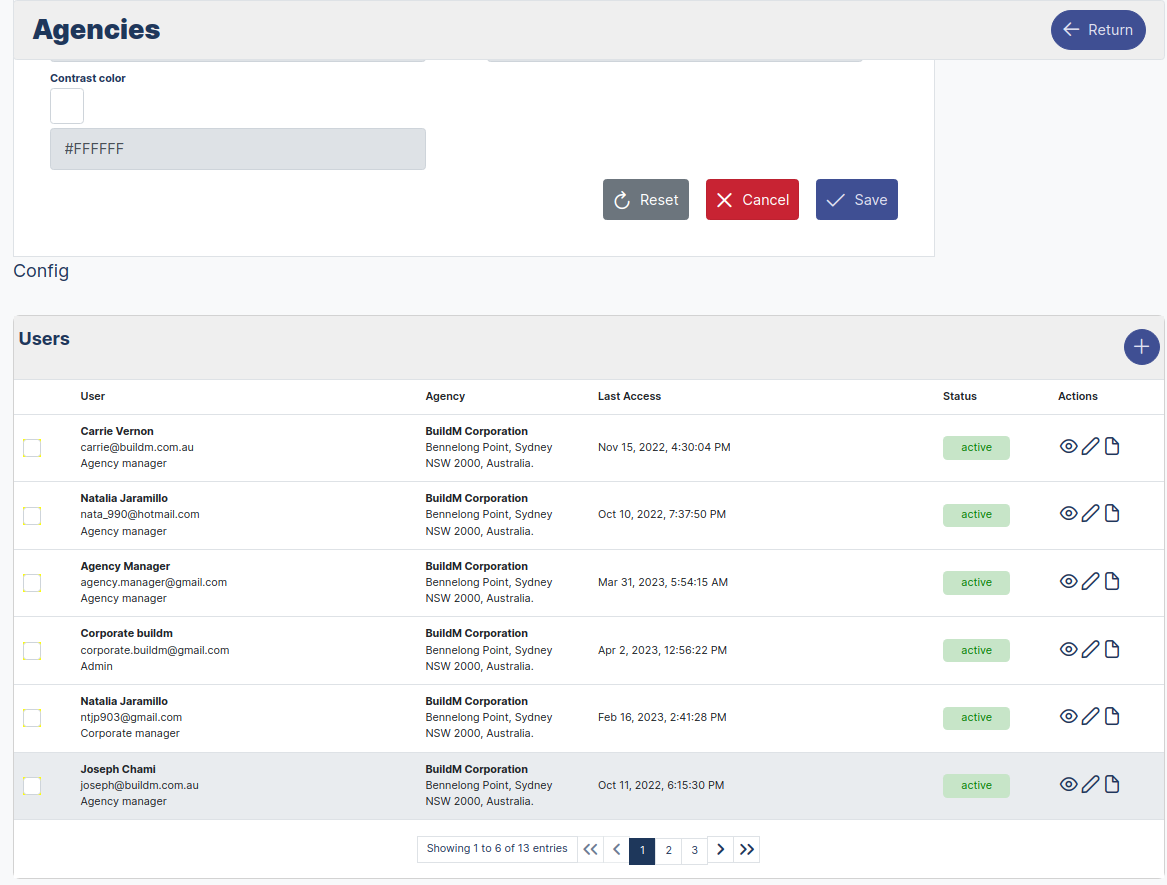 Agencies
Return
Contrast color
#FFFFFF
Reset
Cancel
Save
Config
Users
User Agency Last Access Status Actions
Carrie Vernon BuildM Corporation
carrie@buildm.com.au Bennelong Point, Sydney Nov 15, 2022, 4:30:04 PM active
Agency manager NSW 2000, Australia.
Natalia Jaramillo BuildM Corporation
nata_990@hotmail.com Bennelong Point, Sydney Oct 10, 2022, 7:37:50 PM active
Agency manager NSW 2000, Australia.
Agency Manager BuildM Corporation
agency.manager@gmail.com Bennelong Point, Sydney Mar 31, 2023, 5:54:15 AM active
Agency manager NSW 2000, Australia.
Corporate buildm BuildM Corporation
corporate.buildm@gmail.com Bennelong Point, Sydney Apr 2, 2023, 12:56:22 PM active
Admin NSW 2000, Australia.
Natalia Jaramillo BuildM Corporation
ntjp903@gmail.com Bennelong Point, Sydney Feb 16, 2023, 2:41:28 PM active
Corporate manager NSW 2000, Australia.
Joseph Chami BuildM Corporation
joseph@buildm.com.au Bennelong Point, Sydney Oct 11, 2022, 6:15:30 PM active
Agency manager NSW 2000, Australia.
Showing 1 to 6 of 13 entries 1 2 3